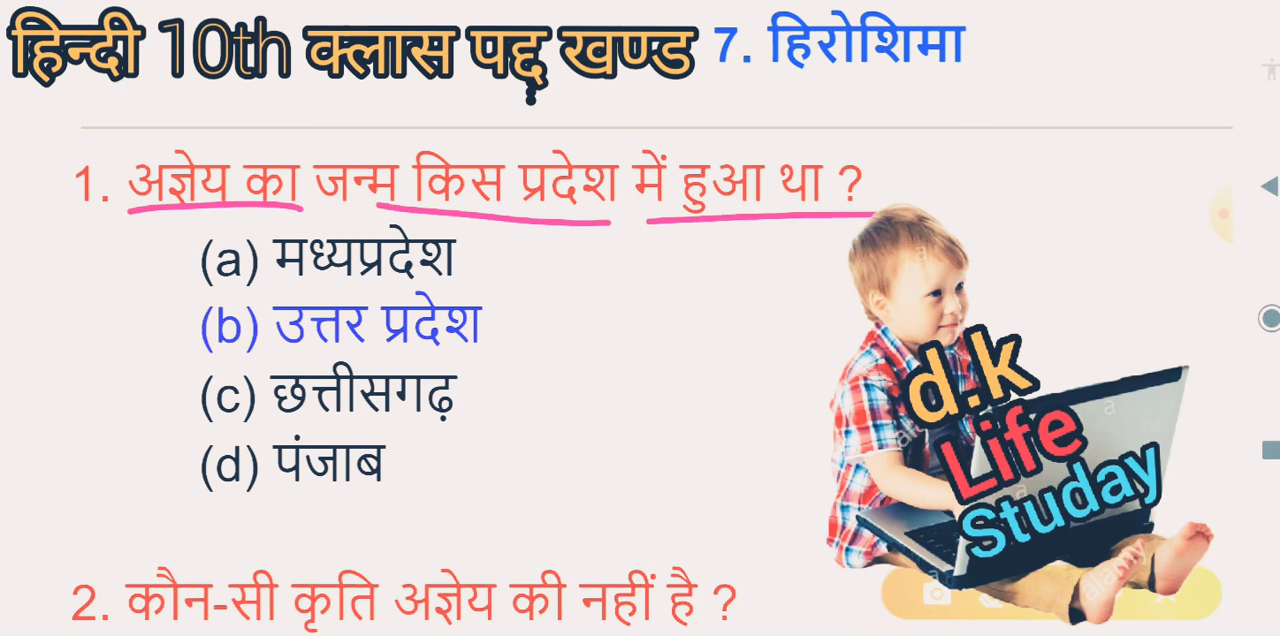 हिन्दी 10th क्लास पद्द खण्ड 7. हिरोशिमा
:
1. अज्ञेय का जन्म किस प्रदेश में हुआ था ?
(a) मध्यप्रदेश
(b) उत्तर प्रदेश
(c) छत्तीसगढ़
(d) पंजाब
d.k
Life
Studay
2. कौन-सी कृति अज्ञेय की नहीं है ?